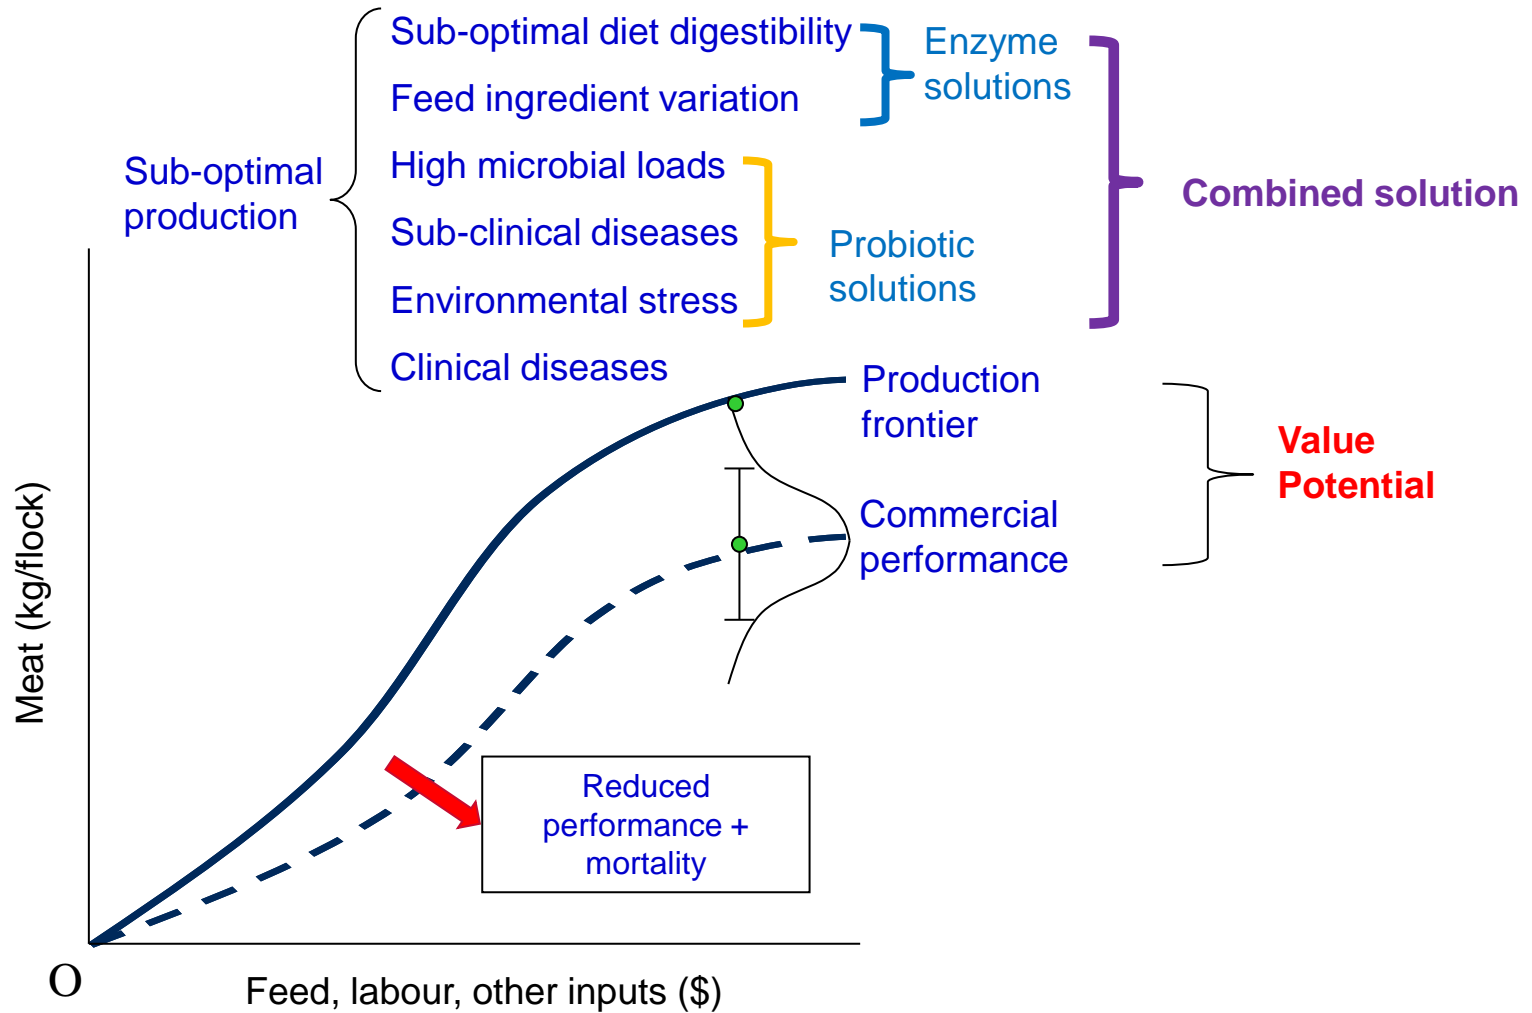 Sub-optimal
production
Sub-optimal diet digestibility
Feed ingredient variation
High microbial loads
Sub-clinical diseases
Environmental stress
Clinical diseases
Enzyme
solutions
Probiotic
solutions
Combined solution
Production
frontier
Commercial
performance
Value
Potential
Reduced
performance +
mortality
Meat (kg/flock)
O
Feed, labour, other inputs ($)